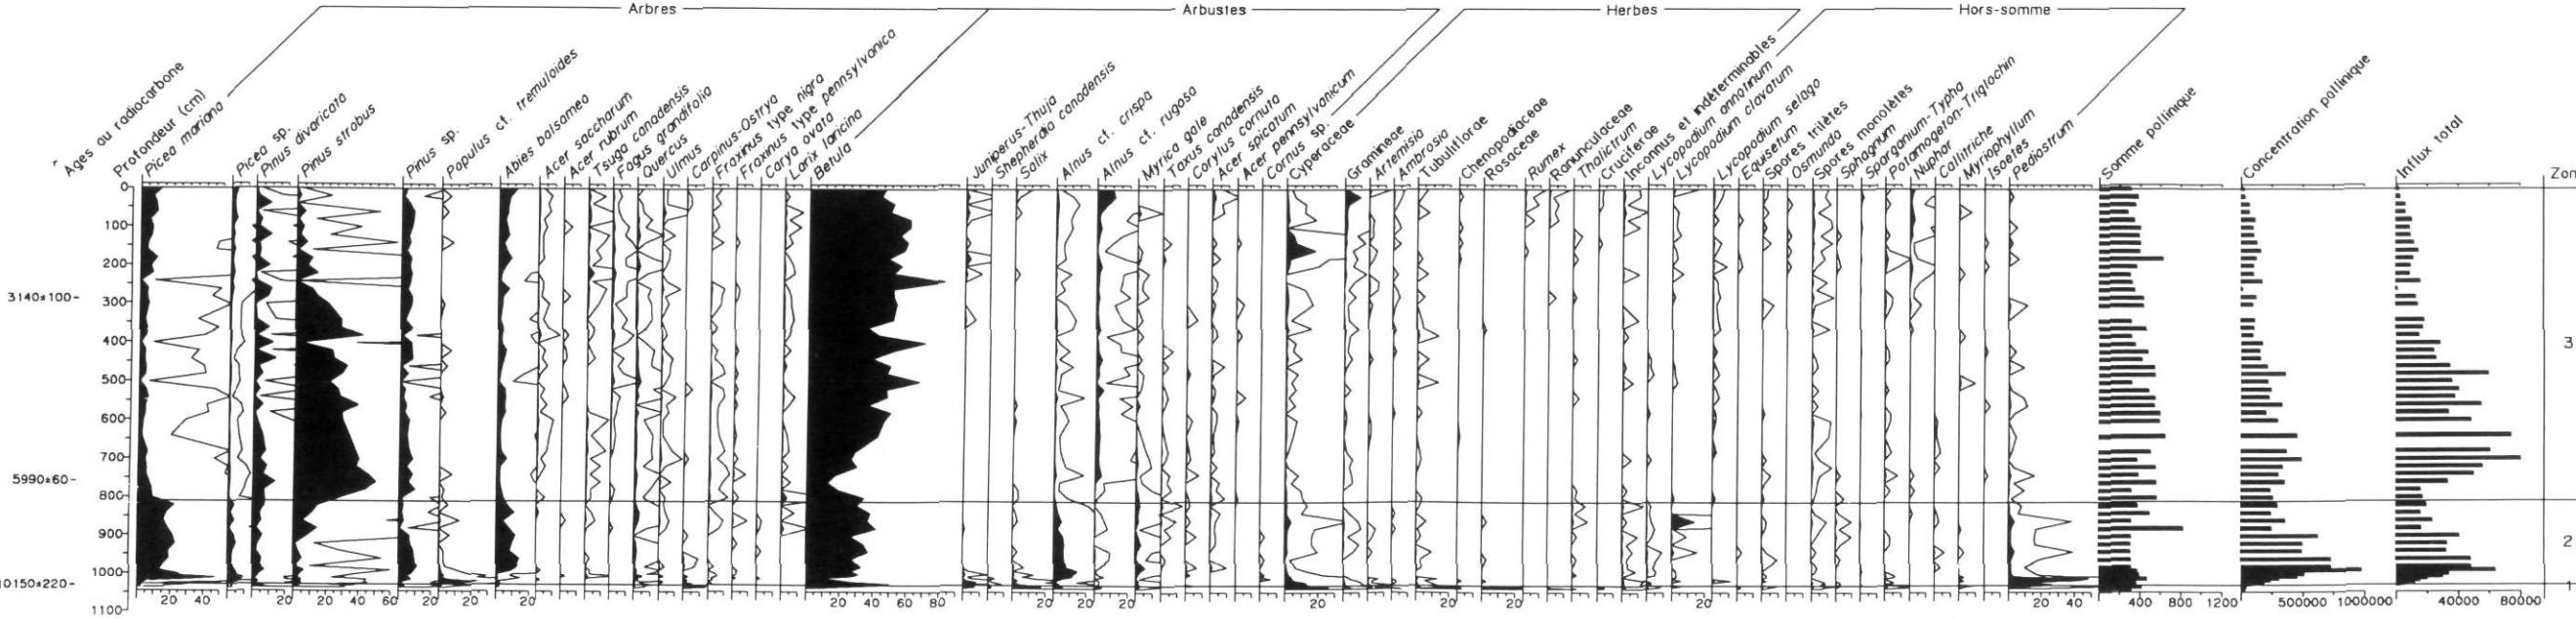 Arbres
Arbustes
Herbes
Hors-somme
Ages au radiocarbone
Profondeur (cm)
Picea mariana
Picea sp.
Pinus divaricata
Pinus strobus
Pinus sp.
Populus cf. tremuloides
Abies balsamea
Acer saccharum
Acer rubrum
Tsuga canadensis
Fagus grandifolia
Quercus
Ulmus
Carpinus-Ostrya
Fraxinus type nigra
Fraxinus type pennsylvanica
Carya ovata
Larix laricina
Betula
Juniperus-Thuja
Shepherdia canadensis
Salix
Alnus cf. crispa
Alnus cf. rugosa
Myrica gale
Taxus canadensis
Corylus cornuta
Acer spicatum
Acer pennsylvanicum
Cornus sp.
Cyperaceae
Gramineae
Artemisia
Ambrosia
Tubuliflorae
Chenopodiaceae
Rosaceae
Rumex
Ranunculaceae
Thalictrum
Cruciferae
Inconnus et indéterminables
Lycopodium annotinum
Lycopodium clavatum
Lycopodium selago
Equisetum
Spores trilètes
Osmunda
Spores monolètes
Sphagnum
Sparganium-Typha
Potamogeton-Triglochin
Nuphar
Callitriche
Myriophyllum
Isoetes
Pediastrum
Somme pollinique
Concentration pollinique
Influx total
Zon
0
100
200
3140±100-
300
400
3
500
600
700
5990±60-
800
900
2
1000
10150±220-
1
1100
20 40
20
20 40 60
20
20
20 40 60 80
20
20
20
20
20
20
20
20 40
400 800 1200
500000 1000000
40000 80000